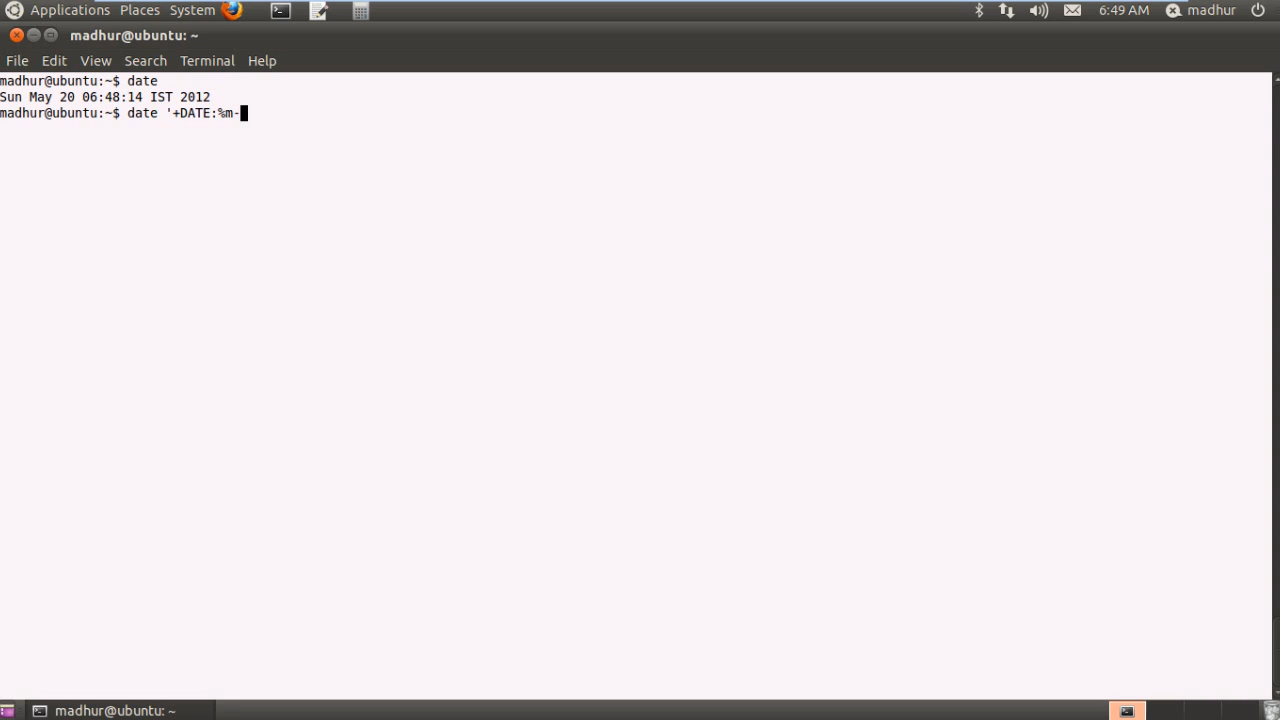 Applications Places System 6:49 AM madhur
madhur@ubuntu: ~
File Edit View Search Terminal Help
madhur@ubuntu:~$ date
Sun May 20 06:48:14 IST 2012
madhur@ubuntu:~$ date '+DATE:%m-
madhur@ubuntu: ~